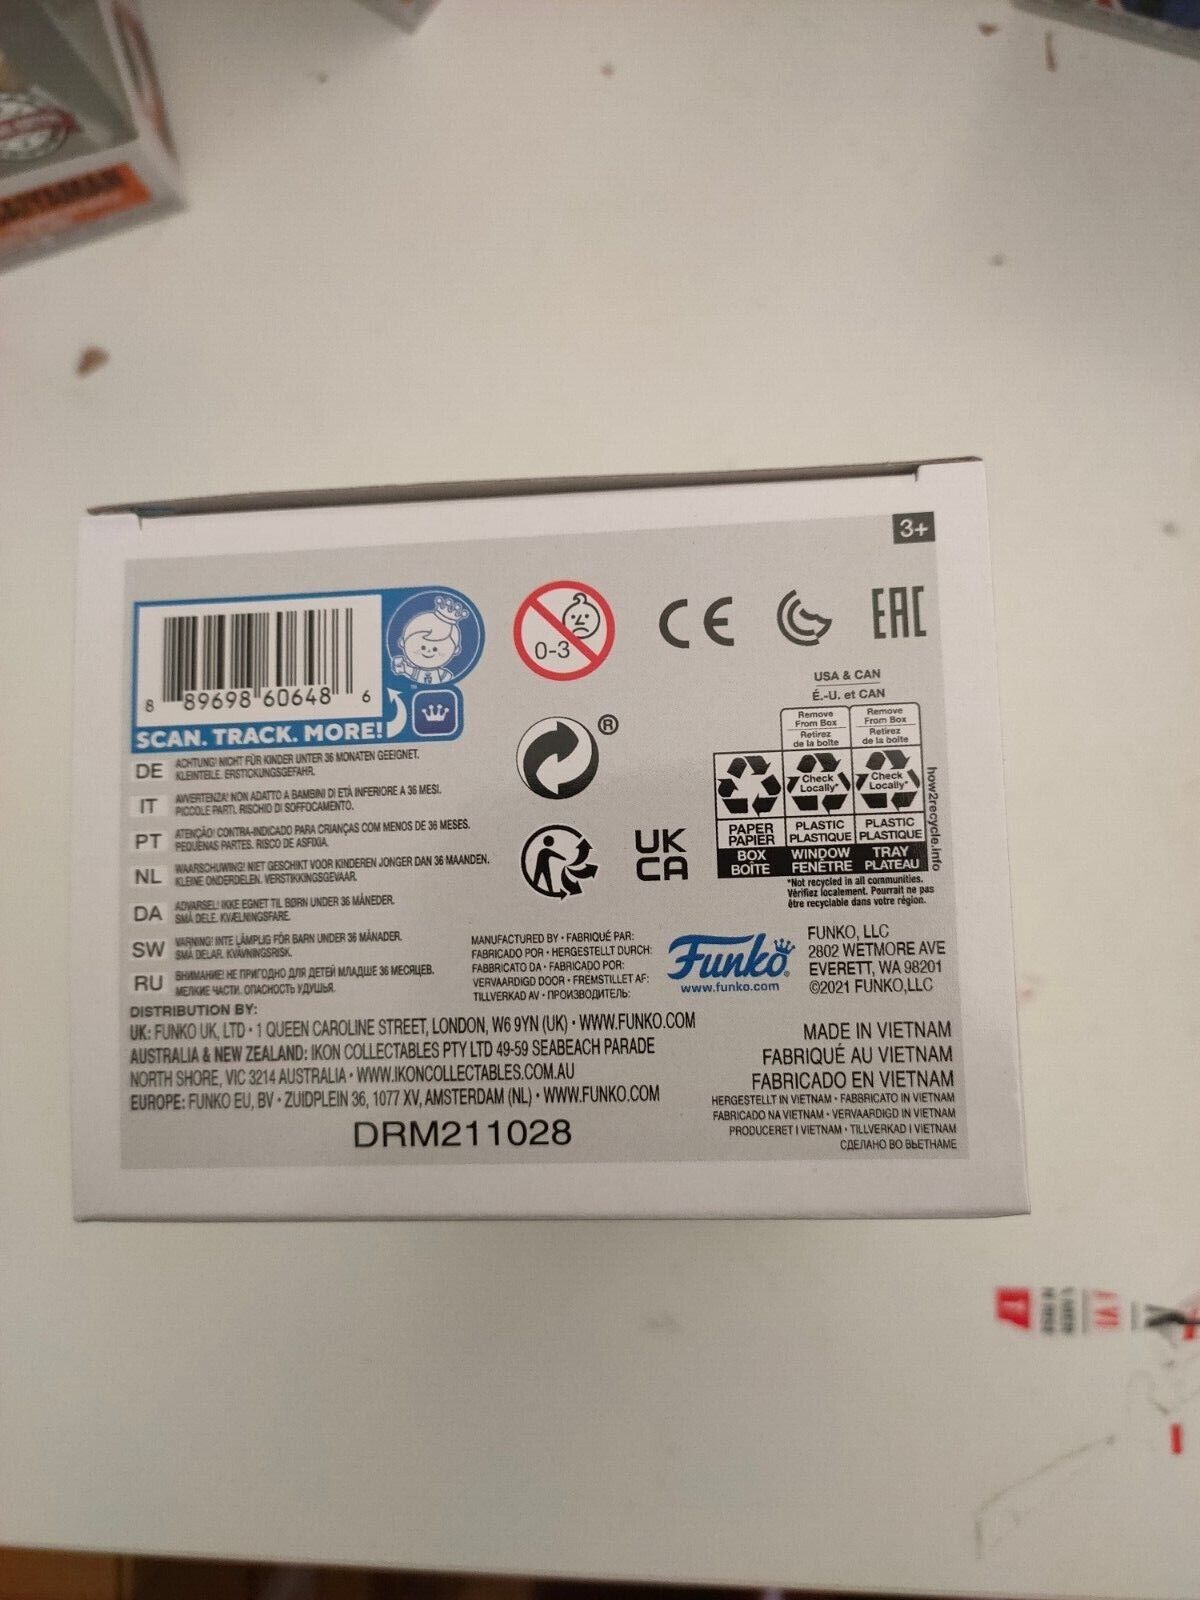 3+
8 89698 60648 6
SCAN. TRACK. MORE!
0-3
CE
EAC
USA & CAN
É.-U. et CAN
Remove
From Box
Retirez
de la boîte
Remove
From Box
Retirez
de la boîte
Check
Locally*
Check
Locally*
PAPER
PAPIER
PLASTIC
PLASTIQUE
PLASTIC
PLASTIQUE
BOX
BOÎTE
WINDOW
FENÊTRE
TRAY
PLATEAU
how2recycle.info
*Not recycled in all communities.
Vérifiez localement. Pourrait ne pas
être recyclable dans votre région.
®
UK
CA
DE ACHTUNG! NICHT FÜR KINDER UNTER 36 MONATEN GEEIGNET.
KLEINTEILE. ERSTICKUNGSGEFAHR.
IT AVVERTENZA! NON ADATTO A BAMBINI DI ETÀ INFERIORE A 36 MESI.
PICCOLE PARTI. RISCHIO DI SOFFOCAMENTO.
PT ATENÇÃO! CONTRA-INDICADO PARA CRIANÇAS COM MENOS DE 36 MESES.
PEQUENAS PARTES. RISCO DE ASFIXIA.
NL WAARSCHUWING! NIET GESCHIKT VOOR KINDEREN JONGER DAN 36 MAANDEN.
KLEINE ONDERDELEN. VERSTIKKINGSGEVAAR.
DA ADVARSEL! IKKE EGNET TIL BØRN UNDER 36 MÅNEDER.
SMÅ DELE. KVÆLNINGSFARE.
SW VARNING! INTE LÄMPLIG FÖR BARN UNDER 36 MÅNADER.
SMÅ DELAR. KVÄVNINGSRISK.
RU ВНИМАНИЕ! НЕ ПРИГОДНО ДЛЯ ДЕТЕЙ МЛАДШЕ 36 МЕСЯЦЕВ.
МЕЛКИЕ ЧАСТИ. ОПАСНОСТЬ УДУШЬЯ.
MANUFACTURED BY • FABRIQUÉ PAR:
FABRICADO POR • HERGESTELLT DURCH:
FABBRICATO DA • FABRICADO POR:
VERVAARDIGD DOOR • FREMSTILLET AF:
TILLVERKAD AV • ПРОИЗВОДИТЕЛЬ:
Funko®
www.funko.com
FUNKO, LLC
2802 WETMORE AVE
EVERETT, WA 98201
©2021 FUNKO,LLC
DISTRIBUTION BY:
UK: FUNKO UK, LTD • 1 QUEEN CAROLINE STREET, LONDON, W6 9YN (UK) • WWW.FUNKO.COM
AUSTRALIA & NEW ZEALAND: IKON COLLECTABLES PTY LTD 49-59 SEABEACH PARADE
NORTH SHORE, VIC 3214 AUSTRALIA • WWW.IKONCOLLECTABLES.COM.AU
EUROPE: FUNKO EU, BV • ZUIDPLEIN 36, 1077 XV, AMSTERDAM (NL) • WWW.FUNKO.COM
DRM211028
MADE IN VIETNAM
FABRIQUÉ AU VIETNAM
FABRICADO EN VIETNAM
HERGESTELLT IN VIETNAM • FABBRICATO IN VIETNAM
FABRICADO NA VIETNAM • VERVAARDIGD IN VIETNAM
PRODUCERET I VIETNAM • TILLVERKAD I VIETNAM
СДЕЛАНО ВО ВЬЕТНАМЕ